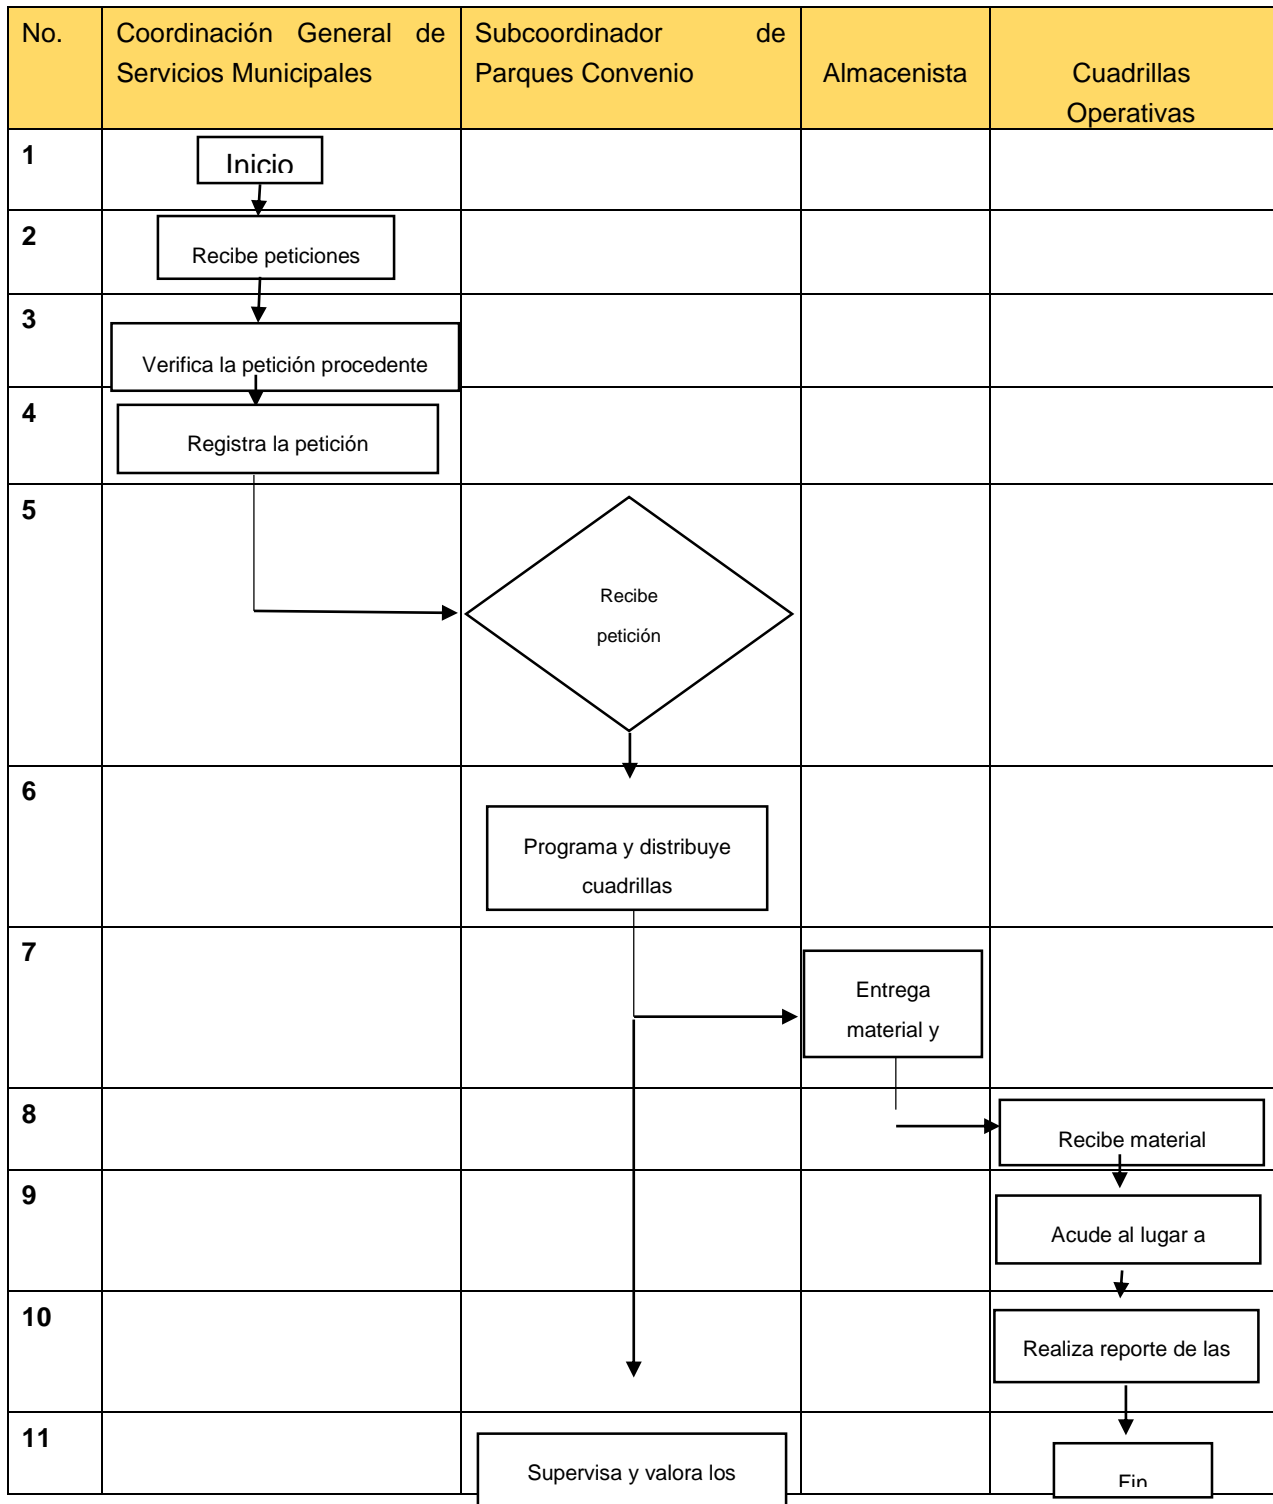 No.
Coordinación General de
Servicios Municipales
Subcoordinador de
Parques Convenio
Almacenista
Cuadrillas
Operativas
1
Inicio
2
Recibe peticiones
3
Verifica la petición procedente
4
Registra la petición
5
Recibe
petición
6
Programa y distribuye
cuadrillas
7
Entrega
material y
8
Recibe material
9
Acude al lugar a
10
Realiza reporte de las
11
Supervisa y valora los
Fin